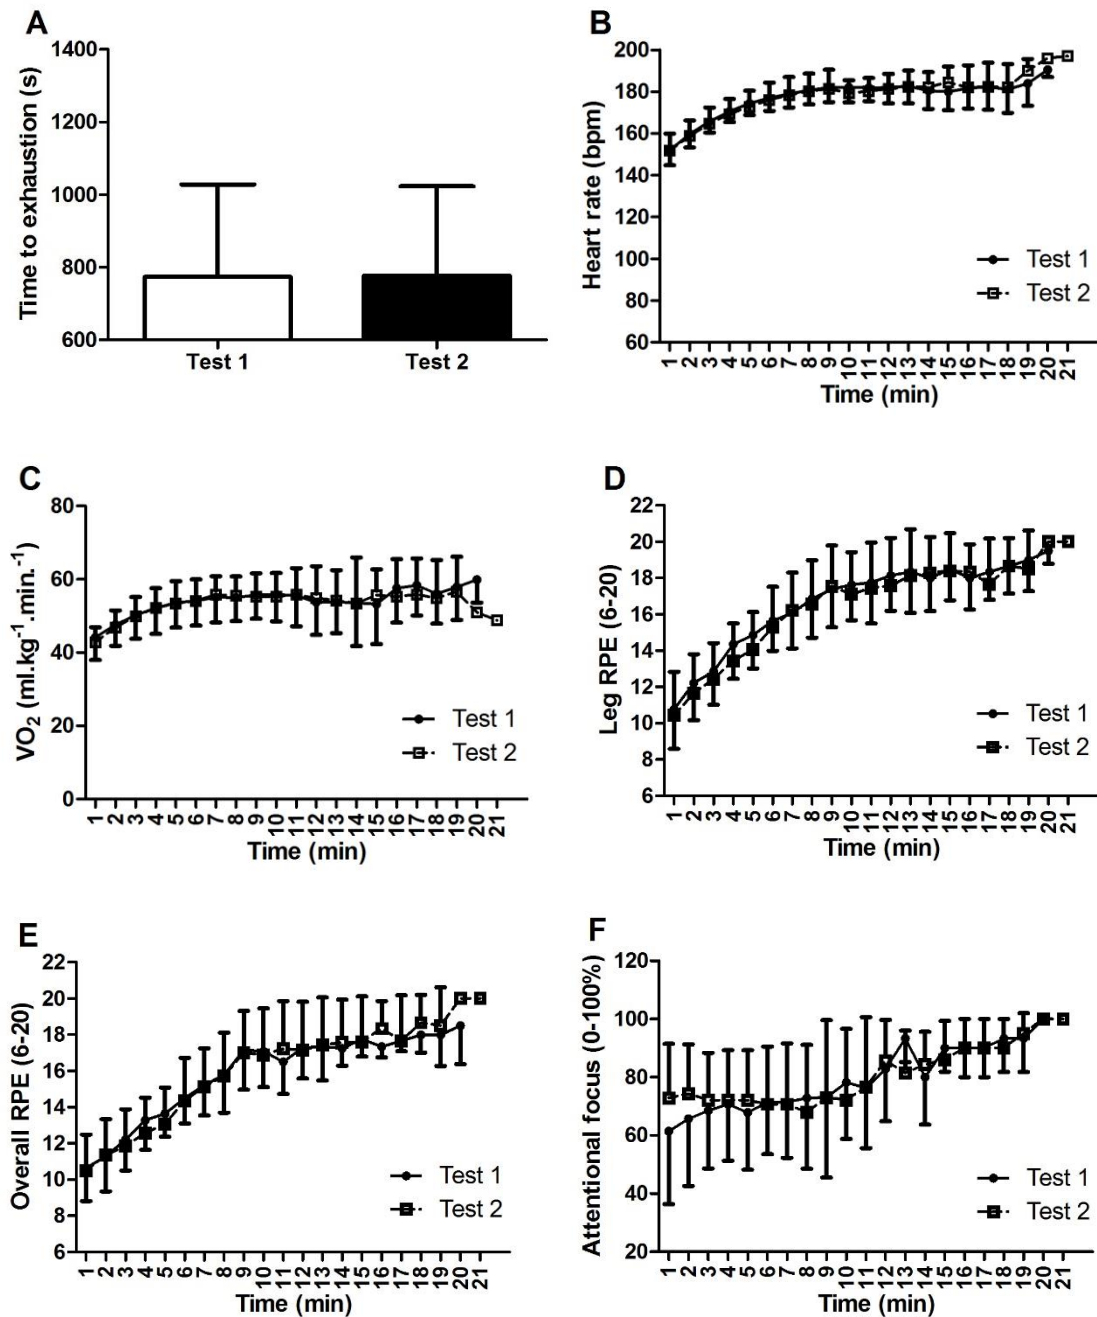 A
Time to exhaustion (s)
1400
1200
1000
800
600
Test 1 Test 2
B
Heart rate (bpm)
200
180
160
140
120
100
80
60
Test 1
Test 2
1 2 3 4 5 6 7 8 9 10 11 12 13 14 15 16 17 18 19 20 21
Time (min)
C
VO2 (ml.kg-1.min.-1)
80
60
40
20
0
Test 1
Test 2
1 2 3 4 5 6 7 8 9 10 11 12 13 14 15 16 17 18 19 20 21
Time (min)
D
Leg RPE (6-20)
22
20
18
16
14
12
10
8
6
Test 1
Test 2
1 2 3 4 5 6 7 8 9 10 11 12 13 14 15 16 17 18 19 20 21
Time (min)
E
Overall RPE (6-20)
22
20
18
16
14
12
10
8
6
Test 1
Test 2
1 2 3 4 5 6 7 8 9 10 11 12 13 14 15 16 17 18 19 20 21
Time (min)
F
Attentional focus (0-100%)
120
100
80
60
40
20
Test 1
Test 2
1 2 3 4 5 6 7 8 9 10 11 12 13 14 15 16 17 18 19 20 21
Time (min)